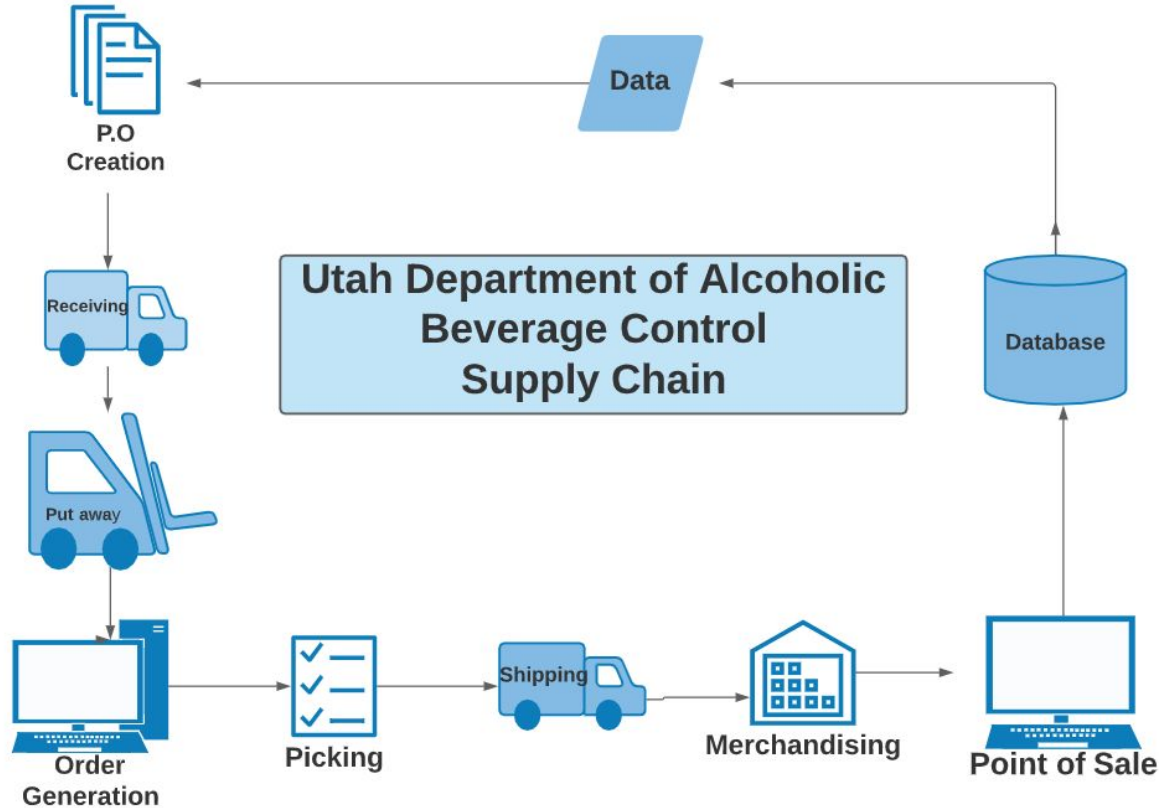 Data
P.O
Creation
Utah Department of Alcoholic
Beverage Control
Supply Chain
Receiving
Database
Put away
Shipping
Merchandising
Picking
Point of Sale
Order
Generation